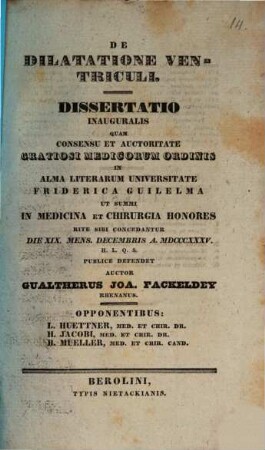 14.
DE
DILATATIONE VEN-
TRICULI.
DISSERTATIO
INAUGURALIS
QUAM
CONSENSU ET AUCTORITATE
GRATIOSI MEDICORUM ORDINIS
IN
ALMA LITERARUM UNIVERSITATE
FRIDERICA GUILELMA
UT SUMMI
IN MEDICINA ET CHIRURGIA HONORES
RITE SIBI CONCEDANTUR
DIE XIX. MENS. DECEMBRIS A. MDCCCXXXV.
H. L. Q. S.
PUBLICE DEFENDET
AUCTOR
GUALTHERUS JOA. FACKELDEY
RHENANUS.
OPPONENTIBUS:
L. HUETTNER, MED. ET CHIR. DR.
H. JACOBI, MED. ET CHIR. DR.
B. MUELLER, MED. ET CHIR. CAND.
BEROLINI,
TYPIS NIETACKIANIS.